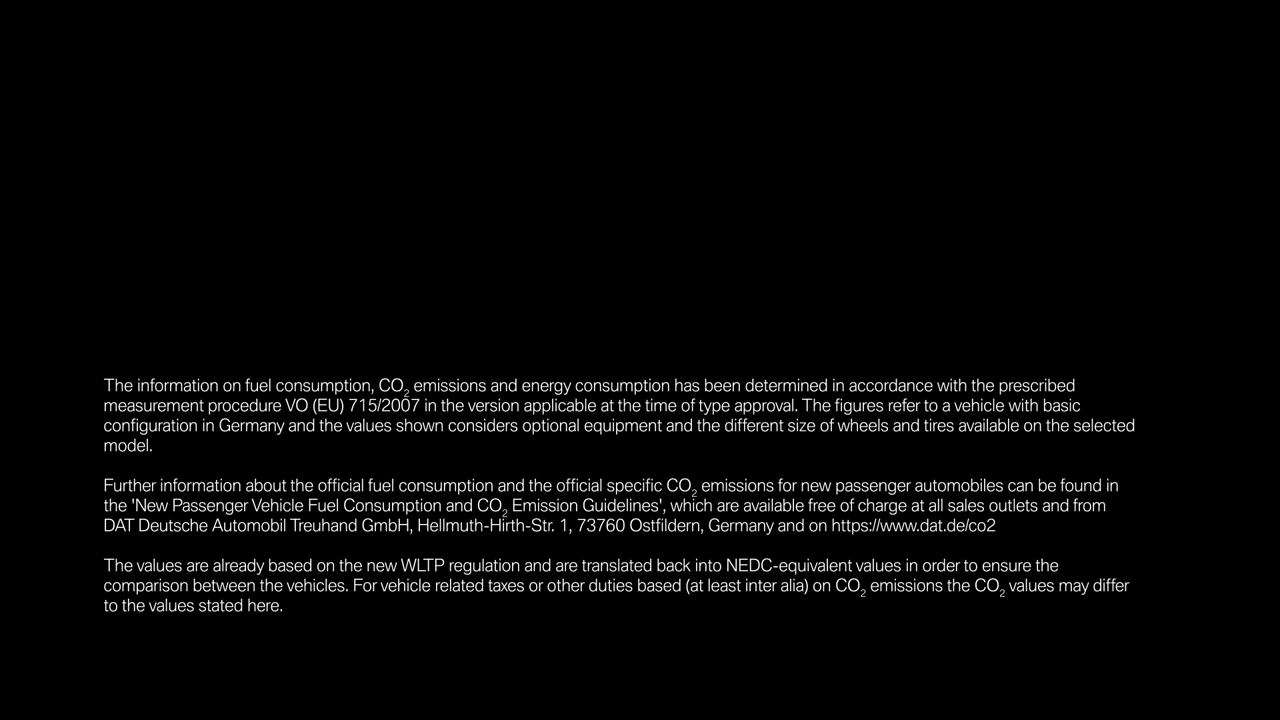 The information on fuel consumption, CO₂ emissions and energy consumption has been determined in accordance with the prescribed
measurement procedure VO (EU) 715/2007 in the version applicable at the time of type approval. The figures refer to a vehicle with basic
configuration in Germany and the values shown considers optional equipment and the different size of wheels and tires available on the selected
model.
Further information about the official fuel consumption and the official specific CO₂ emissions for new passenger automobiles can be found in
the 'New Passenger Vehicle Fuel Consumption and CO₂ Emission Guidelines', which are available free of charge at all sales outlets and from
DAT Deutsche Automobil Treuhand GmbH, Hellmuth-Hirth-Str. 1, 73760 Ostfildern, Germany and on https://www.dat.de/co2
The values are already based on the new WLTP regulation and are translated back into NEDC-equivalent values in order to ensure the
comparison between the vehicles. For vehicle related taxes or other duties based (at least inter alia) on CO₂ emissions the CO₂ values may differ
to the values stated here.